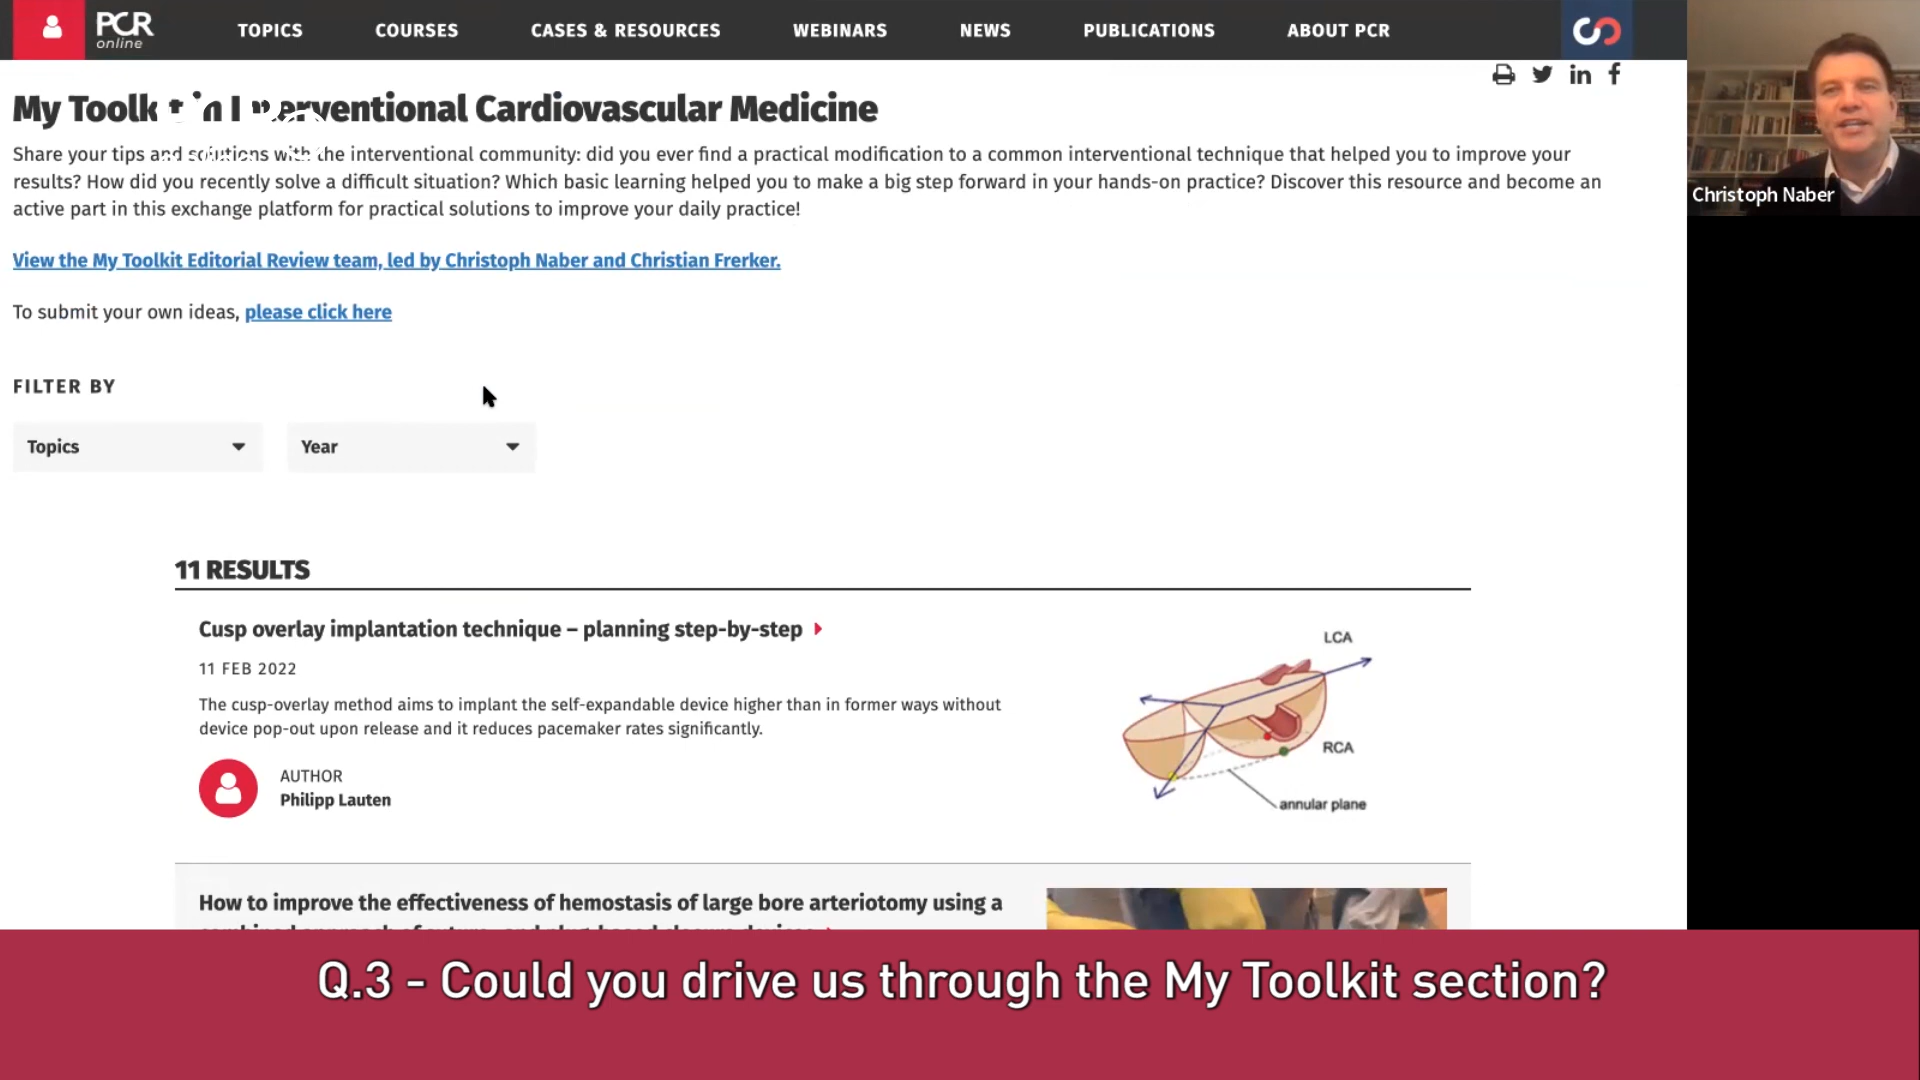 PCR
online
TOPICS
COURSES
CASES & RESOURCES
WEBINARS
NEWS
PUBLICATIONS
ABOUT PCR
My Toolkit in Interventional Cardiovascular Medicine
Share your tips and solutions with the interventional community: did you ever find a practical modification to a common interventional technique that helped you to improve your
results? How did you recently solve a difficult situation? Which basic learning helped you to make a big step forward in your hands-on practice? Discover this resource and become an
active part in this exchange platform for practical solutions to improve your daily practice!
Christoph Naber
View the My Toolkit Editorial Review team, led by Christoph Naber and Christian Frerker.
To submit your own ideas, please click here
FILTER BY
Topics
Year
11 RESULTS
Cusp overlay implantation technique – planning step-by-step
11 FEB 2022
The cusp-overlay method aims to implant the self-expandable device higher than in former ways without
device pop-out upon release and it reduces pacemaker rates significantly.
AUTHOR
Philipp Lauten
LCA
RCA
annular plane
How to improve the effectiveness of hemostasis of large bore arteriotomy using a
Q.3 - Could you drive us through the My Toolkit section?